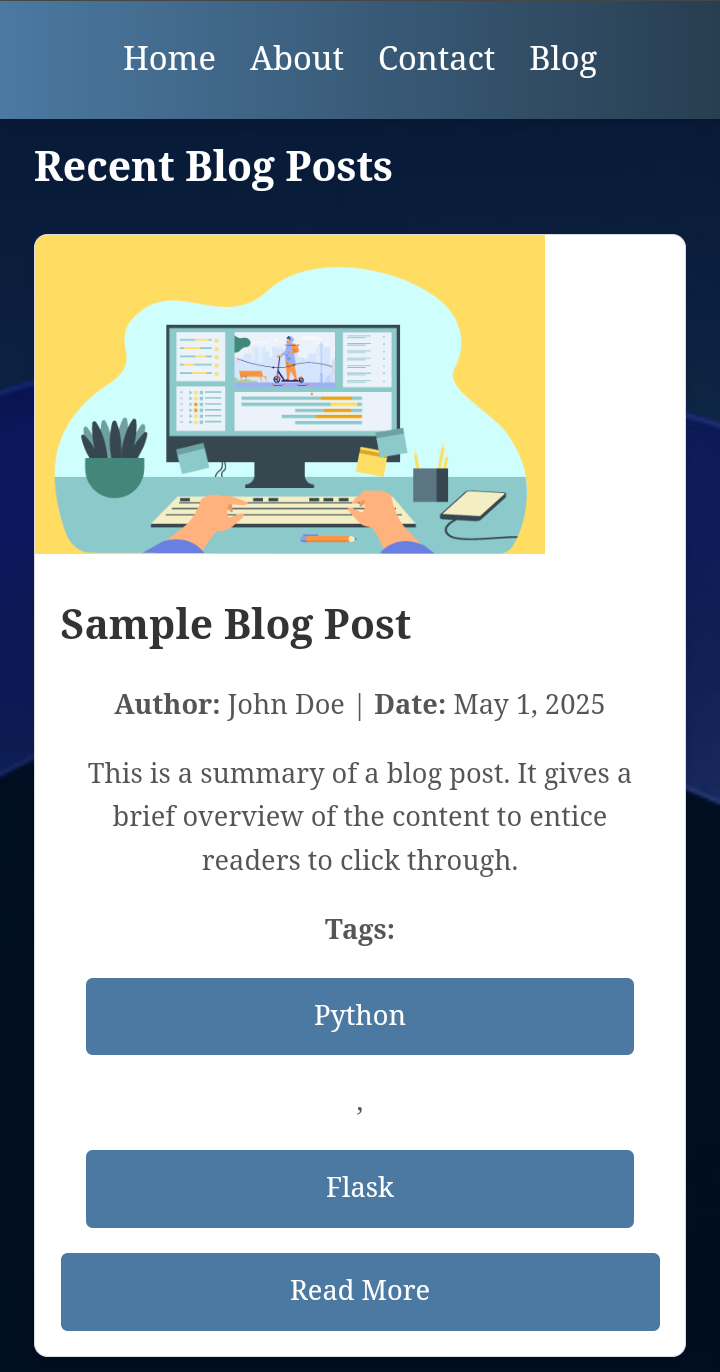 Home About Contact Blog
Recent Blog Posts
Sample Blog Post
Author: John Doe | Date: May 1, 2025
This is a summary of a blog post. It gives a
brief overview of the content to entice
readers to click through.
Tags:
Python
,
Flask
Read More